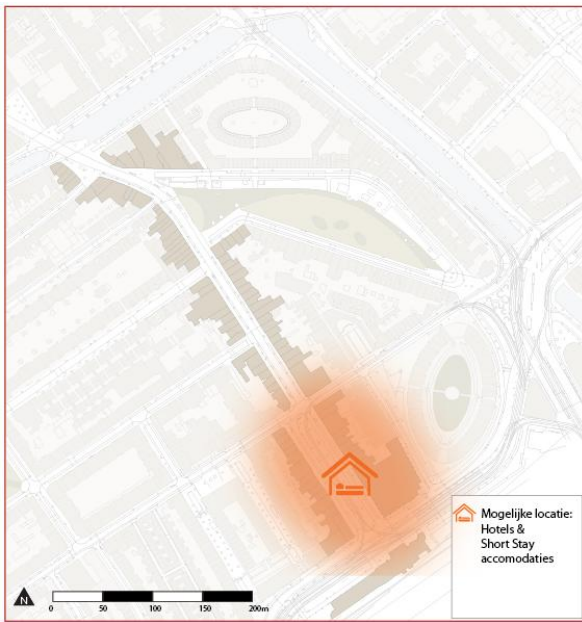 Mogelijke locatie:
Hotels &
Short Stay
accomodaties
N
0 50 100 150 200m